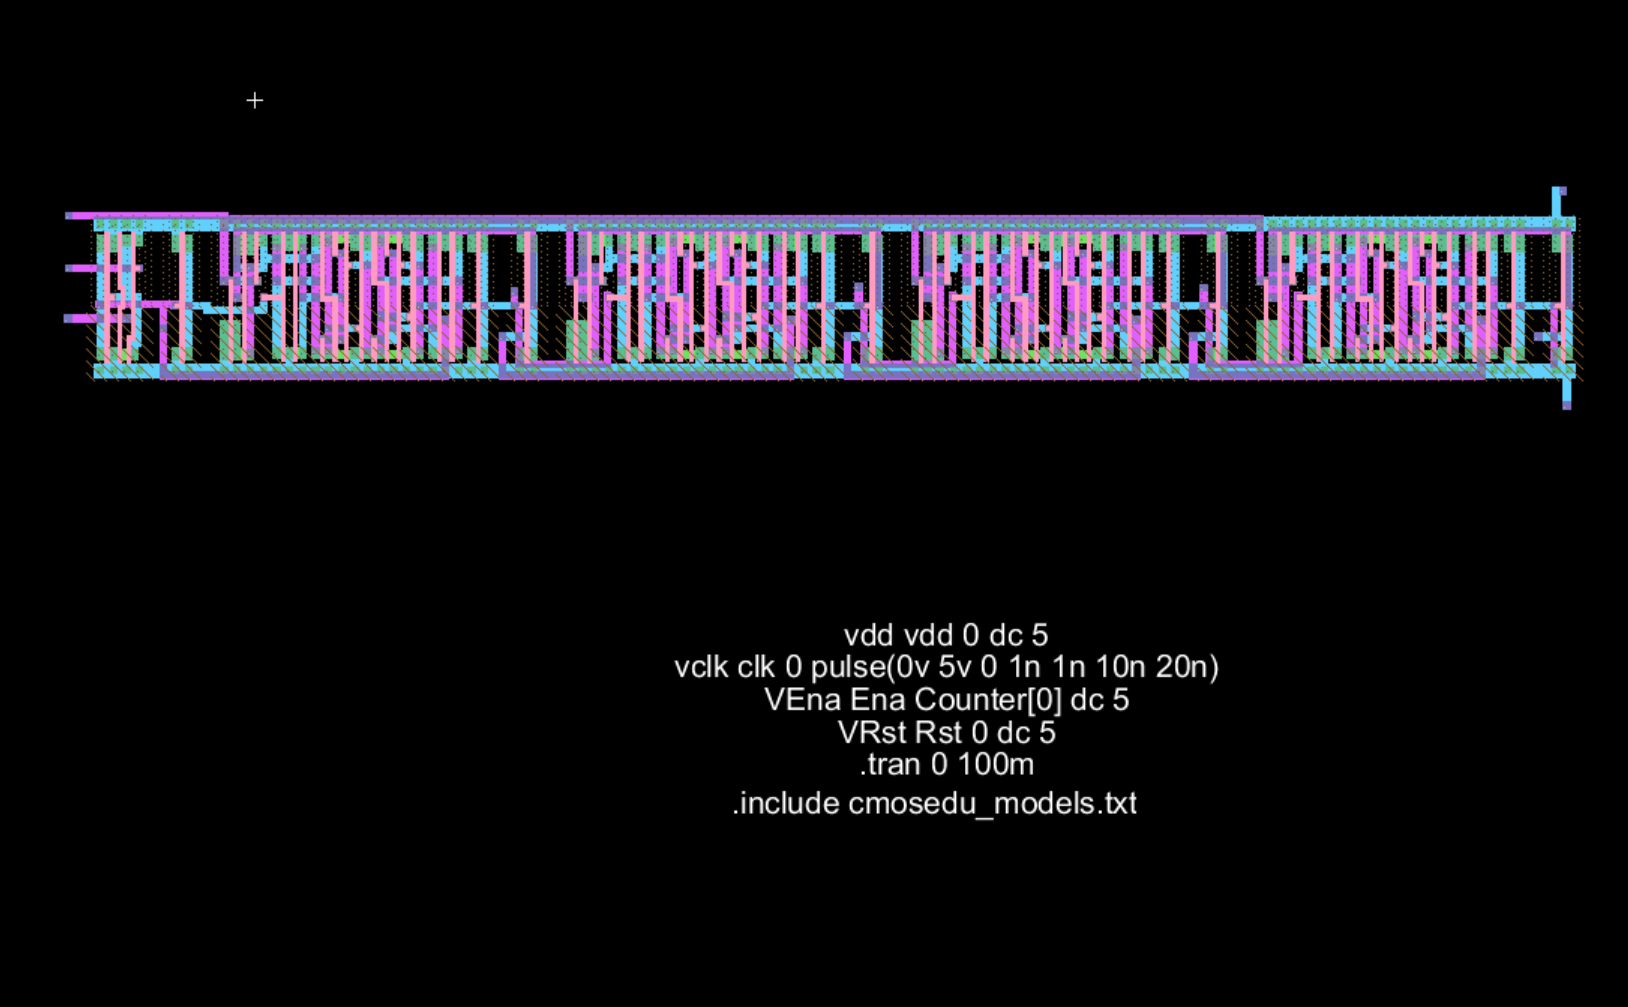 vdd vdd 0 dc 5
vclk clk 0 pulse(0v 5v 0 1n 1n 10n 20n)
VEna Ena Counter[0] dc 5
VRst Rst 0 dc 5
.tran 0 100m
.include cmosedu_models.txt